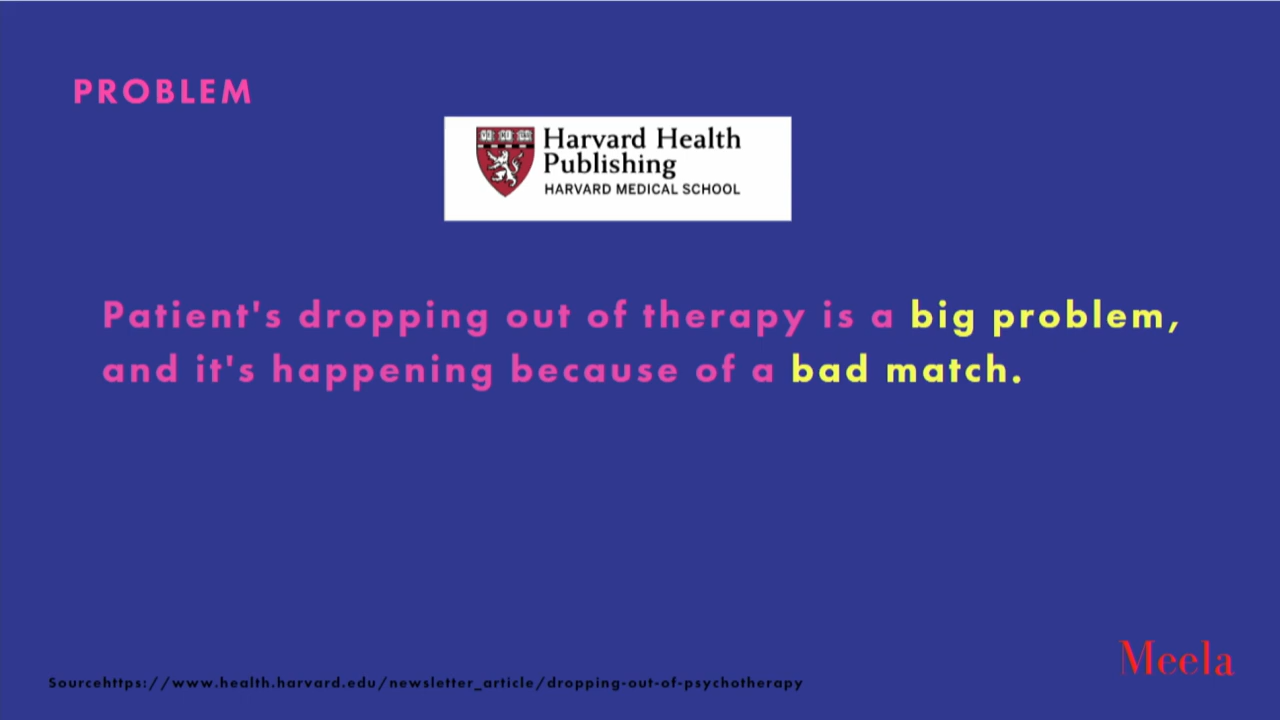 PROBLEM
Harvard Health
Publishing
HARVARD MEDICAL SCHOOL
Patient's dropping out of therapy is a big problem,
and it's happening because of a bad match.
Meela
Sourcehttps://www.health.harvard.edu/newsletter_article/dropping-out-of-psychotherapy